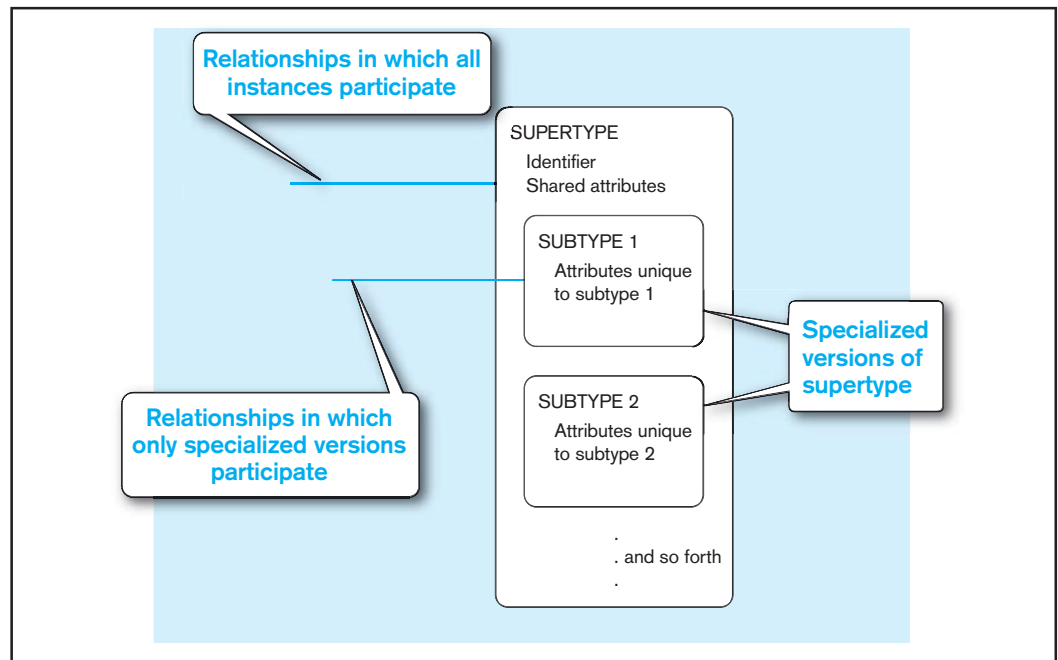 Relationships in which all
instances participate
SUPERTYPE
Identifier
Shared attributes
SUBTYPE 1
Attributes unique
to subtype 1
Specialized
versions of
supertype
Relationships in which
only specialized versions
participate
SUBTYPE 2
Attributes unique
to subtype 2
.
. and so forth
.